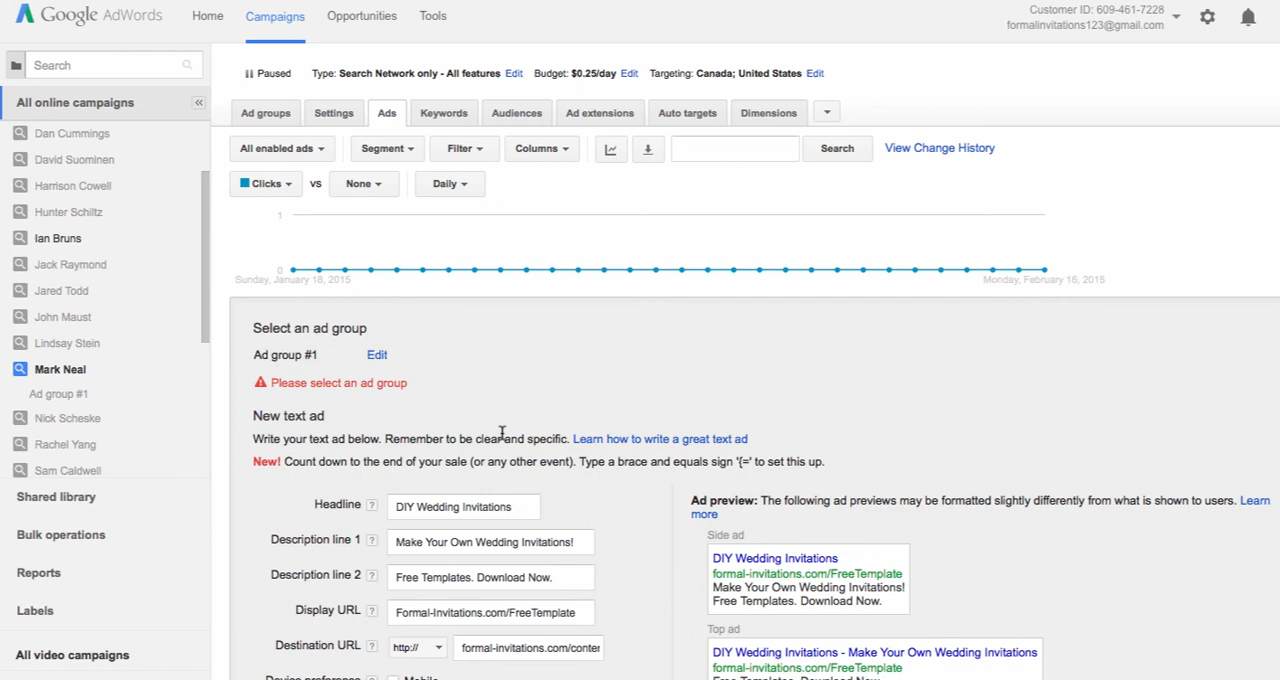 Google AdWords
Home Campaigns Opportunities Tools
Customer ID: 609-461-7228
formalinvitations123@gmail.com
Search
All online campaigns «
Dan Cummings
David Suominen
Harrison Cowell
Hunter Schiltz
Ian Bruns
Jack Raymond
Jared Todd
John Maust
Lindsay Stein
Mark Neal
Ad group #1
Nick Scheske
Rachel Yang
Sam Caldwell
Shared library
Bulk operations
Reports
Labels
All video campaigns
Paused Type: Search Network only - All features Edit Budget: $0.25/day Edit Targeting: Canada; United States Edit
Ad groups Settings Ads Keywords Audiences Ad extensions Auto targets Dimensions
All enabled ads Segment Filter Columns Search View Change History
Clicks vs None Daily
1
0
Sunday, January 18, 2015 Monday, February 16, 2015
Select an ad group
Ad group #1 Edit
Please select an ad group
New text ad
Write your text ad below. Remember to be clear and specific. Learn how to write a great text ad
New! Count down to the end of your sale (or any other event). Type a brace and equals sign '{=' to set this up.
Headline ? DIY Wedding Invitations
Description line 1 ? Make Your Own Wedding Invitations!
Description line 2 ? Free Templates. Download Now.
Display URL ? Formal-Invitations.com/FreeTemplate
Destination URL ? http:// formal-invitations.com/conter
Device preference ? Mobile
Ad preview: The following ad previews may be formatted slightly differently from what is shown to users. Learn
more
Side ad
DIY Wedding Invitations
formal-invitations.com/FreeTemplate
Make Your Own Wedding Invitations!
Free Templates. Download Now.
Top ad
DIY Wedding Invitations - Make Your Own Wedding Invitations
formal-invitations.com/FreeTemplate
Free Templates. Download Now.